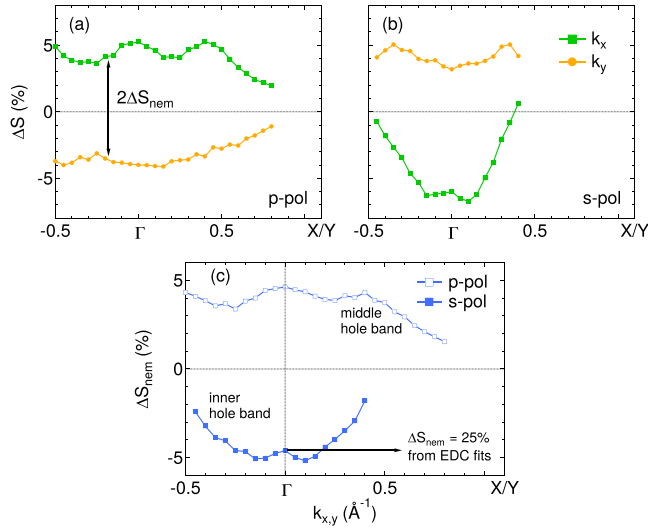 (a)
5
0
-5
ΔS (%)
2ΔS_nem
p-pol
-0.5
Γ
0.5
X/Y
(b)
k_x
k_y
s-pol
-0.5
Γ
0.5
X/Y
(c)
p-pol
s-pol
5
0
-5
ΔS_nem (%)
middle
hole band
inner
hole band
ΔS_nem = 25%
from EDC fits
-0.5
Γ
0.5
X/Y
k_x,y (Å⁻¹)